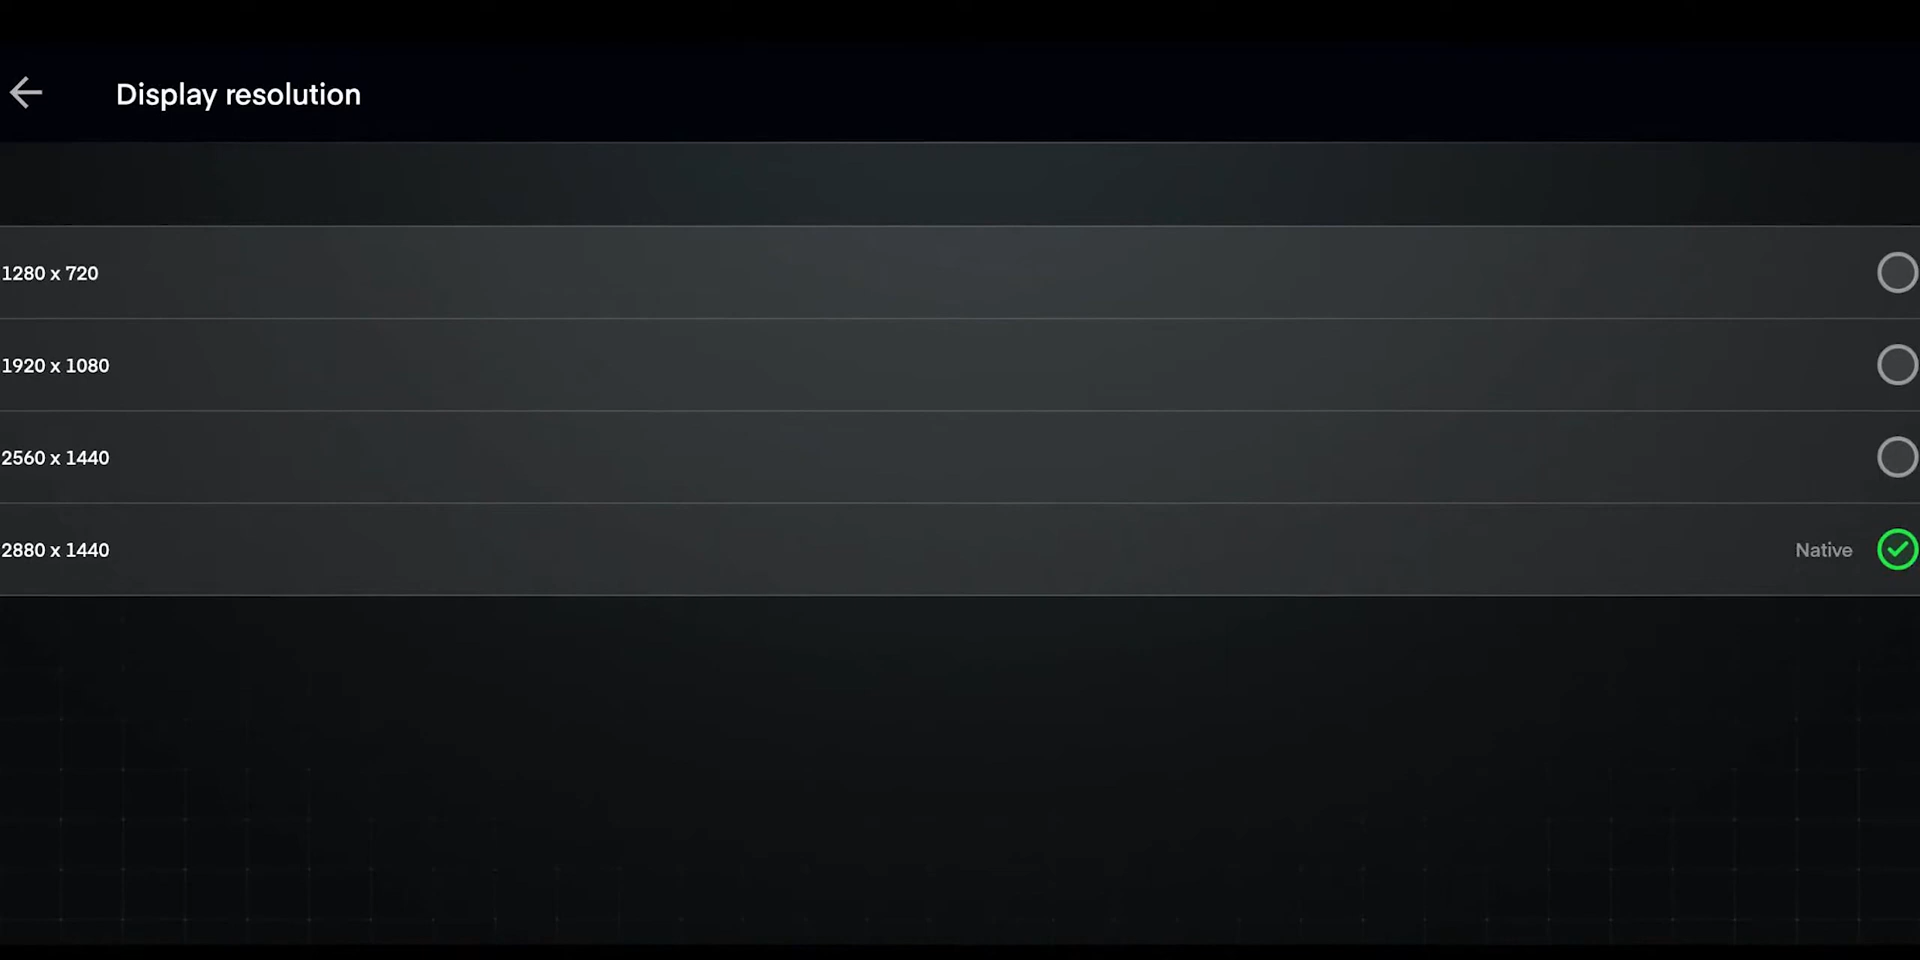 Display resolution
1280 x 720
1920 x 1080
2560 x 1440
2880 x 1440 Native